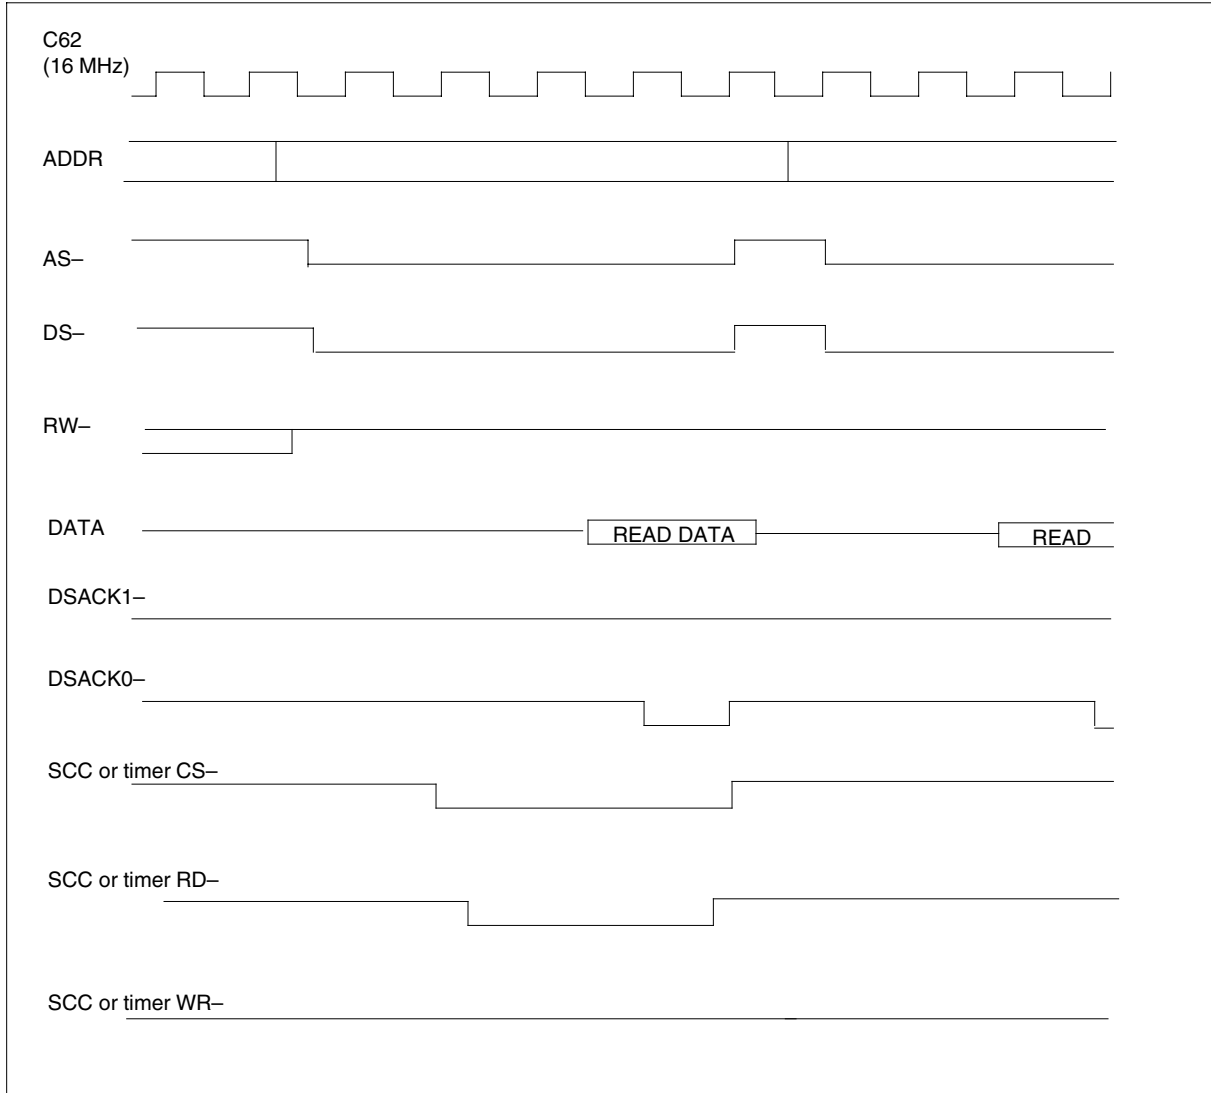 C62
(16 MHz)
ADDR
AS–
DS–
RW–
DATA
READ DATA
READ
DSACK1–
DSACK0–
SCC or timer CS–
SCC or timer RD–
SCC or timer WR–